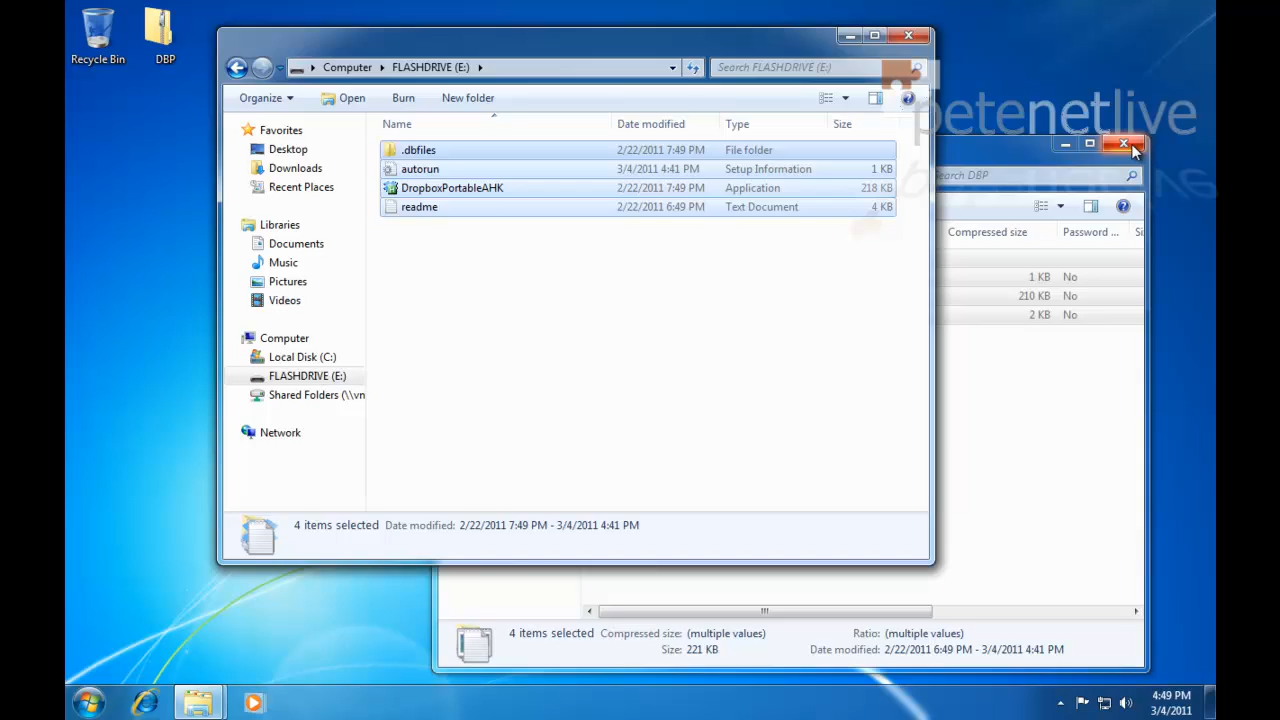 Recycle Bin
DBP
Computer
FLASHDRIVE (E:)
Search FLASHDRIVE (E:)
Organize
Open
Burn
New folder
petenetlive
Favorites
Desktop
Downloads
Recent Places
Libraries
Documents
Music
Pictures
Videos
Computer
Local Disk (C:)
FLASHDRIVE (E:)
Shared Folders (\\vn
Network
Name Date modified Type Size
.dbfiles 2/22/2011 7:49 PM File folder
autorun 3/4/2011 4:41 PM Setup Information 1 KB
DropboxPortableAHK 2/22/2011 7:49 PM Application 218 KB
readme 2/22/2011 6:49 PM Text Document 4 KB
4 items selected Date modified: 2/22/2011 7:49 PM - 3/4/2011 4:41 PM
Search DBP
Compressed size Password ... Si
1 KB No
210 KB No
2 KB No
4 items selected Compressed size: (multiple values) Ratio: (multiple values)
Size: 221 KB Date modified: 2/22/2011 6:49 PM - 3/4/2011 4:41 PM
4:49 PM
3/4/2011